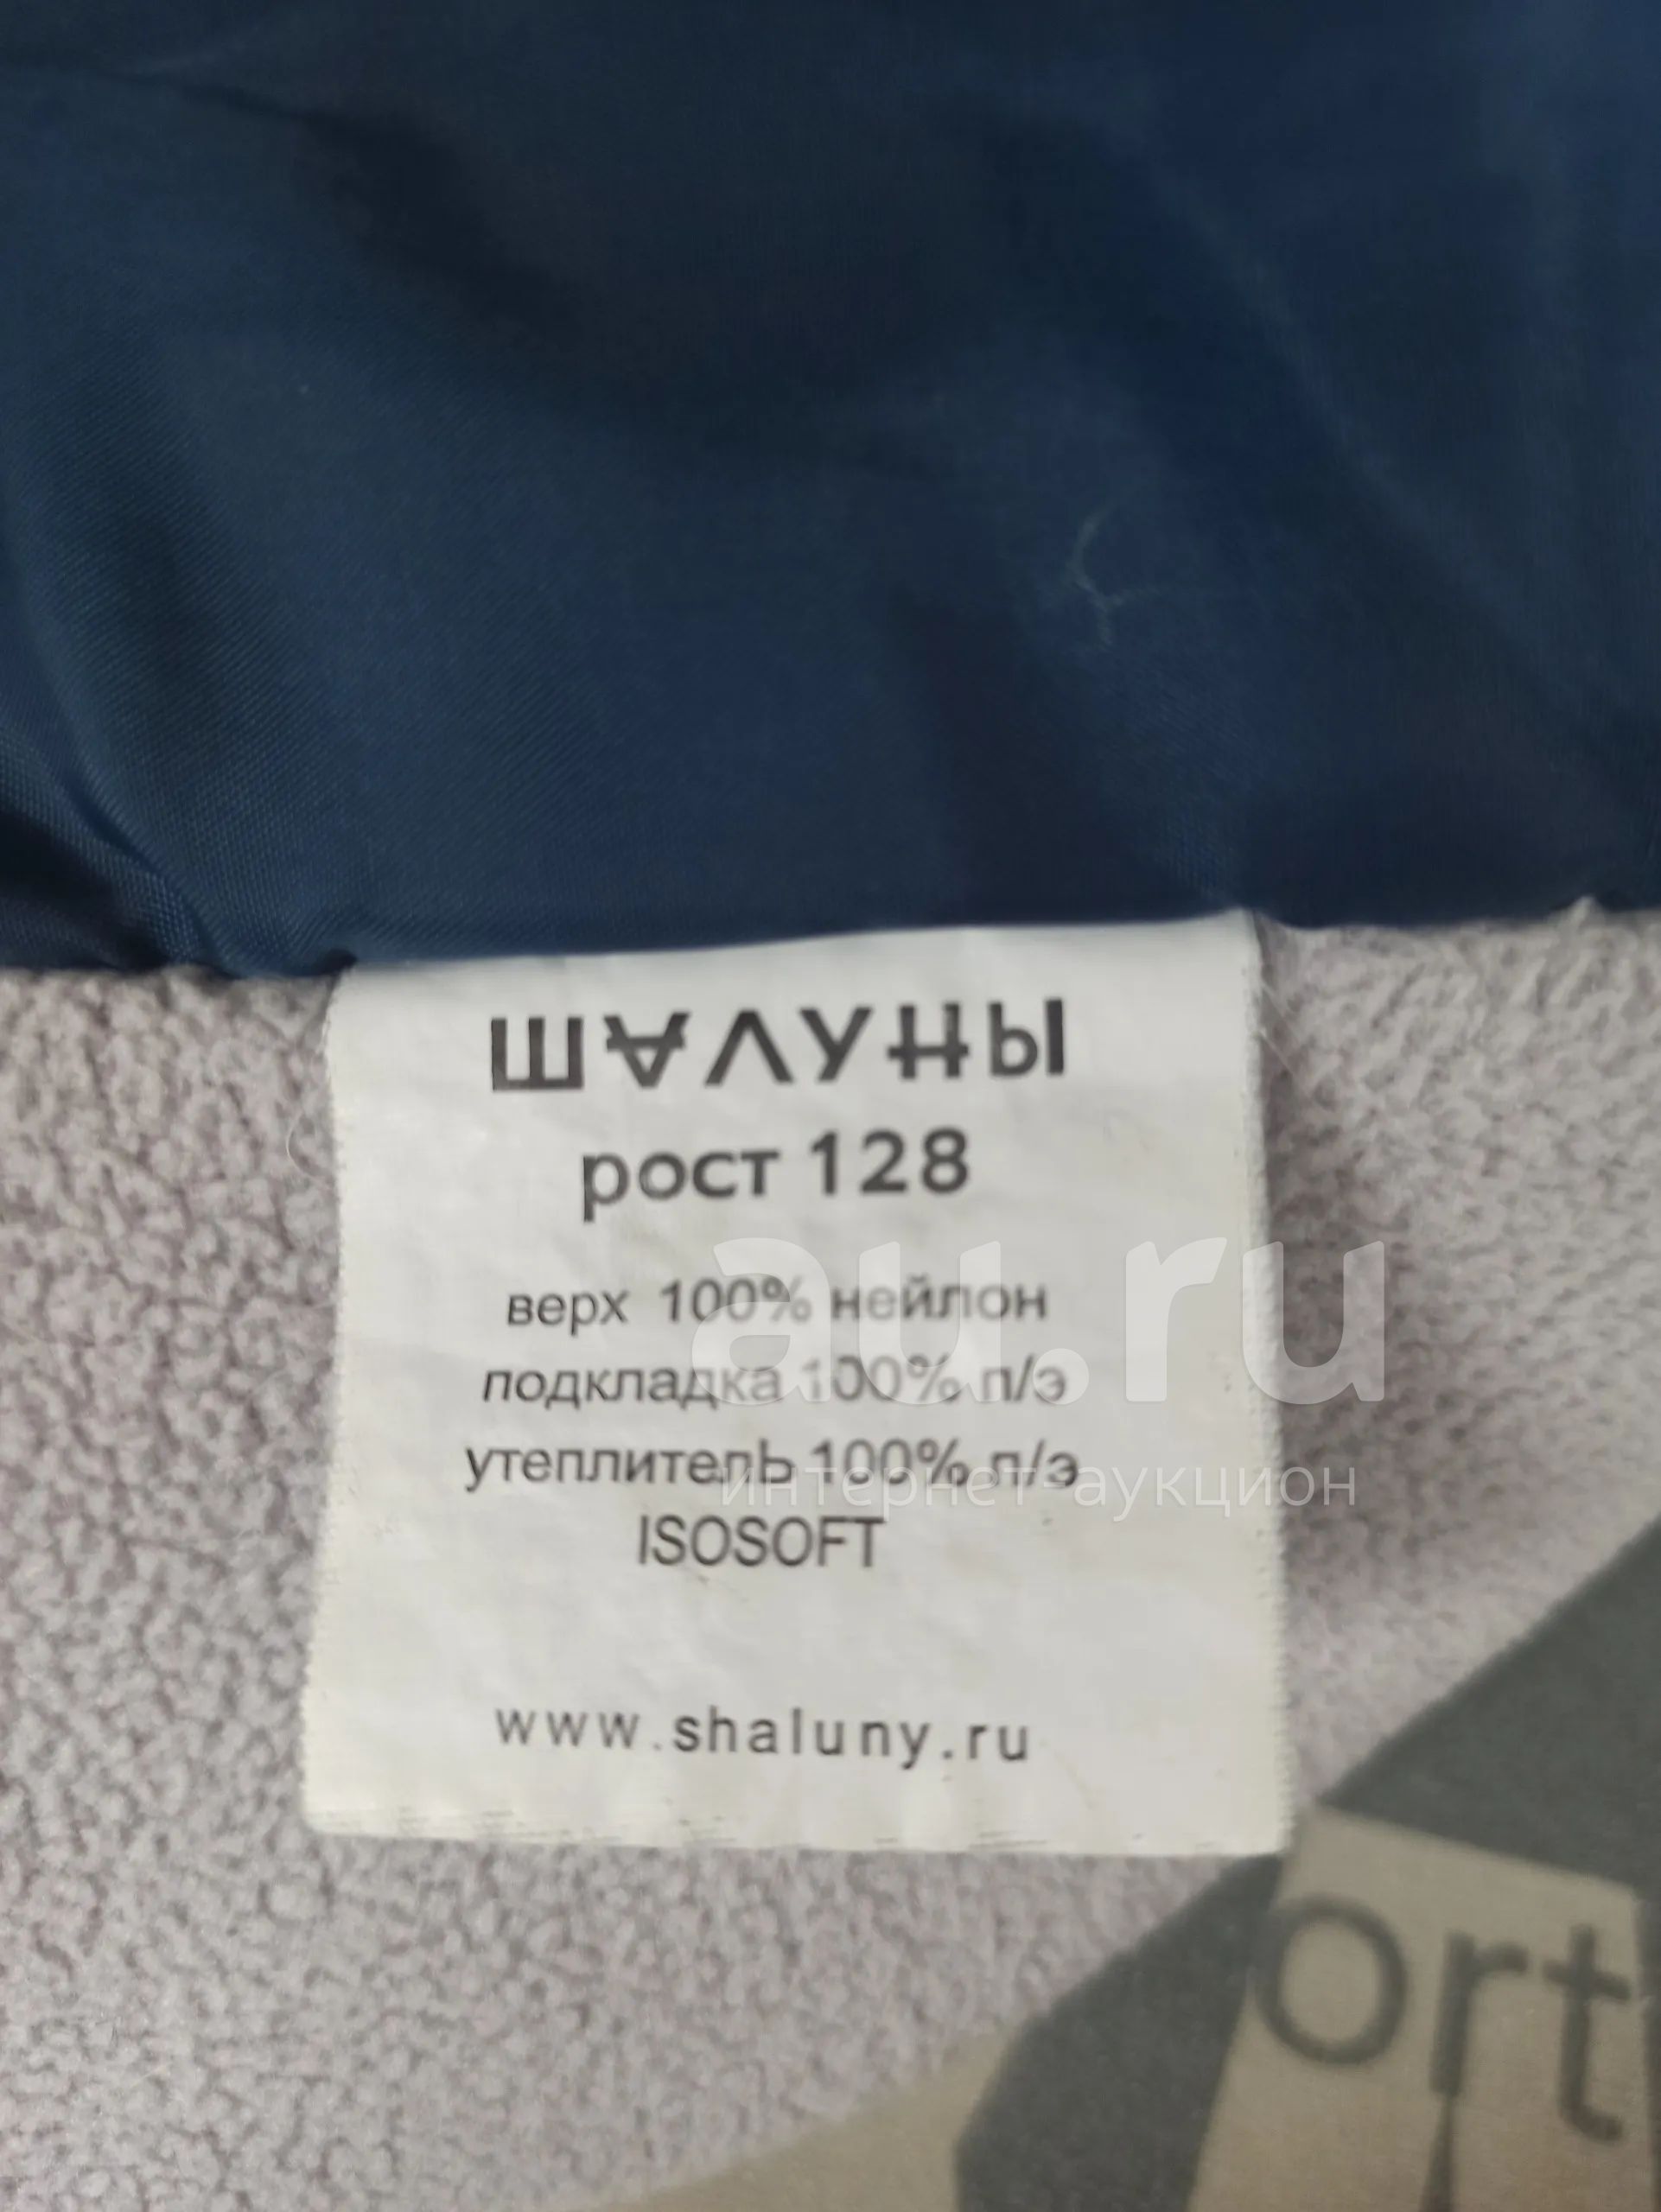 ШАЛУНЫ
рост 128
верх 100% нейлон
подкладка 100% п/э
утеплитель 100% п/э
ISOSOFT
www.shaluny.ru
au.ru
интернет-аукцион
ort